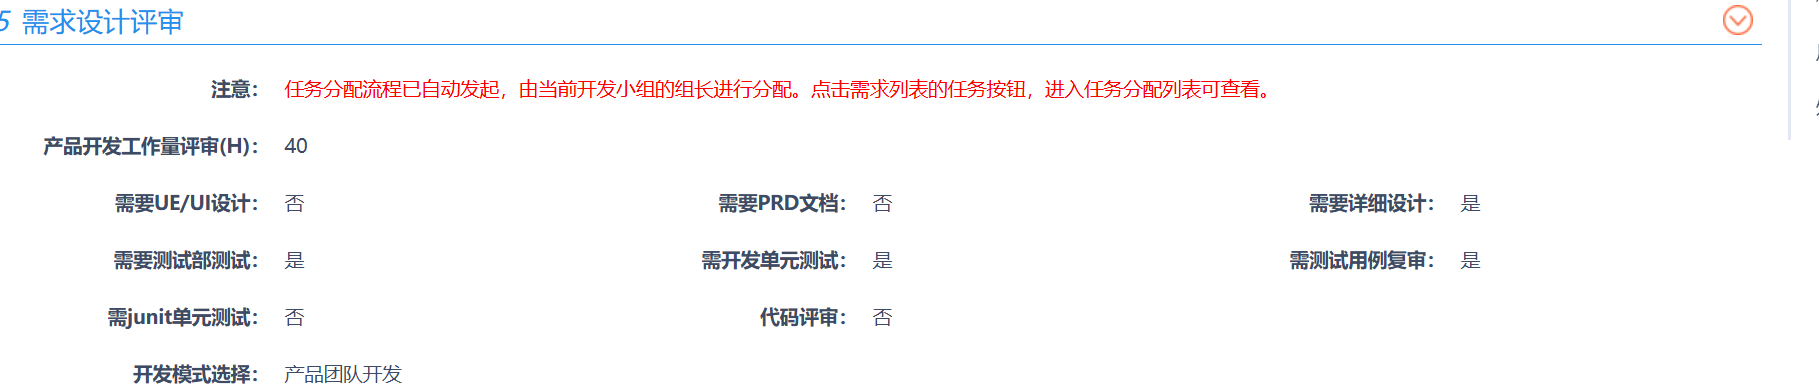 5 需求设计评审
注意： 任务分配流程已自动发起，由当前开发小组的组长进行分配。点击需求列表的任务按钮，进入任务分配列表可查看。
产品开发工作量评审(H)： 40
需要UE/UI设计： 否 需要PRD文档： 否 需要详细设计： 是
需要测试部测试： 是 需开发单元测试： 是 需测试用例复审： 是
需junit单元测试： 否 代码评审： 否
开发模式选择： 产品团队开发